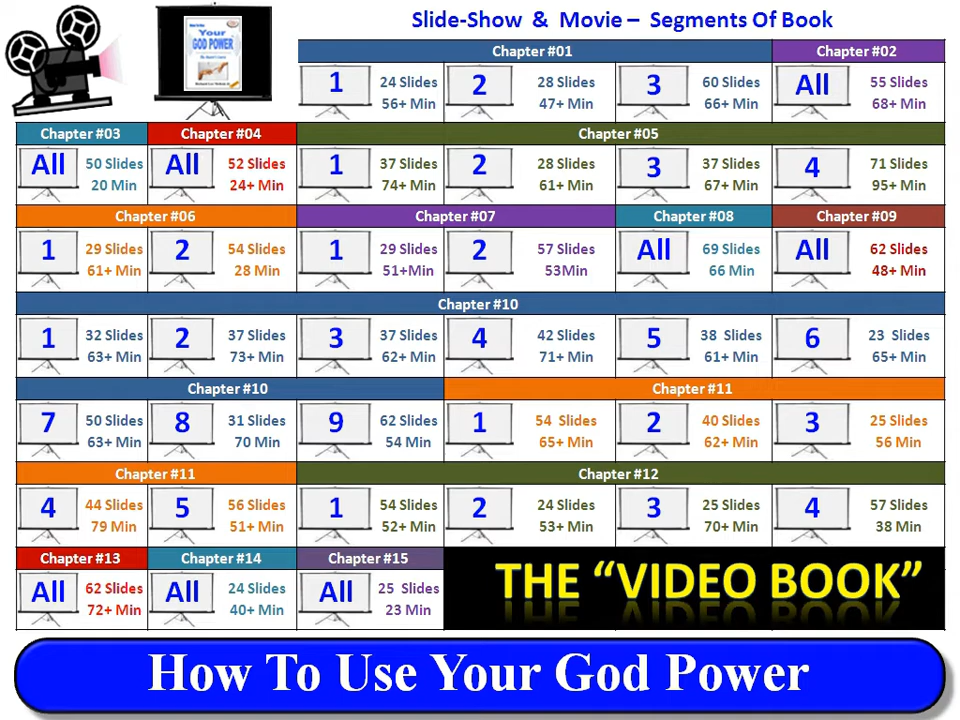 Slide-Show & Movie – Segments Of Book
Your
GOD POWER
Chapter #01 Chapter #02
1 24 Slides 2 28 Slides 3 60 Slides All 55 Slides
56+ Min 47+ Min 66+ Min 68+ Min
Chapter #03 Chapter #04 Chapter #05
All 50 Slides All 52 Slides 1 37 Slides 2 28 Slides 3 37 Slides 4 71 Slides
20 Min 24+ Min 74+ Min 61+ Min 67+ Min 95+ Min
Chapter #06 Chapter #07 Chapter #08 Chapter #09
1 29 Slides 2 54 Slides 1 29 Slides 2 57 Slides All 69 Slides All 62 Slides
61+ Min 28 Min 51+Min 53Min 66 Min 48+ Min
Chapter #10
1 32 Slides 2 37 Slides 3 37 Slides 4 42 Slides 5 38 Slides 6 23 Slides
63+ Min 73+ Min 62+ Min 71+ Min 61+ Min 65+ Min
Chapter #10 Chapter #11
7 50 Slides 8 31 Slides 9 62 Slides 1 54 Slides 2 40 Slides 3 25 Slides
63+ Min 70 Min 54 Min 65+ Min 62+ Min 56 Min
Chapter #11 Chapter #12
4 44 Slides 5 56 Slides 1 54 Slides 2 24 Slides 3 25 Slides 4 57 Slides
79 Min 51+ Min 52+ Min 53+ Min 70+ Min 38 Min
Chapter #13 Chapter #14 Chapter #15
All 62 Slides All 24 Slides All 25 Slides
72+ Min 40+ Min 23 Min
THE “VIDEO BOOK”
How To Use Your God Power